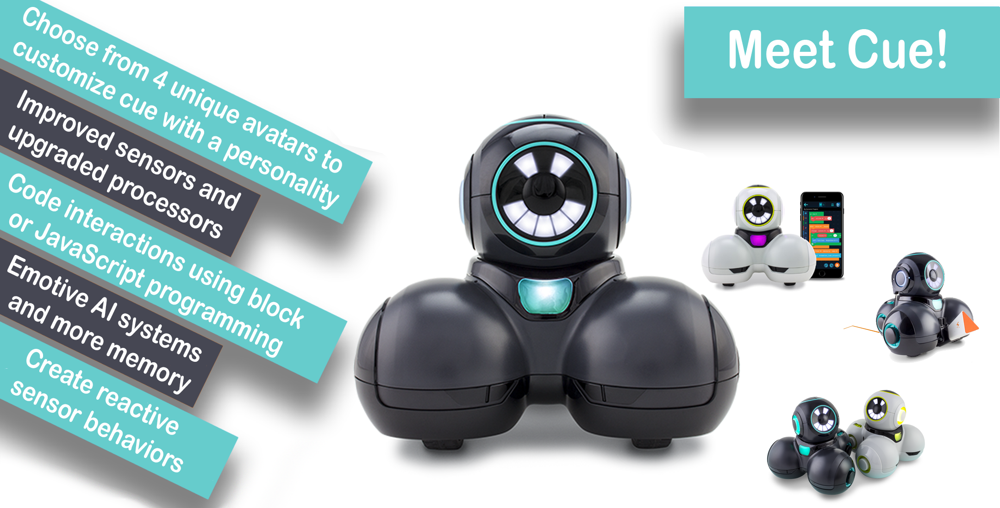 Choose from 4 unique avatars to
customize cue with a personality
Improved sensors and
upgraded processors
Code interactions using block
or JavaScript programming
Emotive AI systems
and more memory
Create reactive
sensor behaviors
Meet Cue!